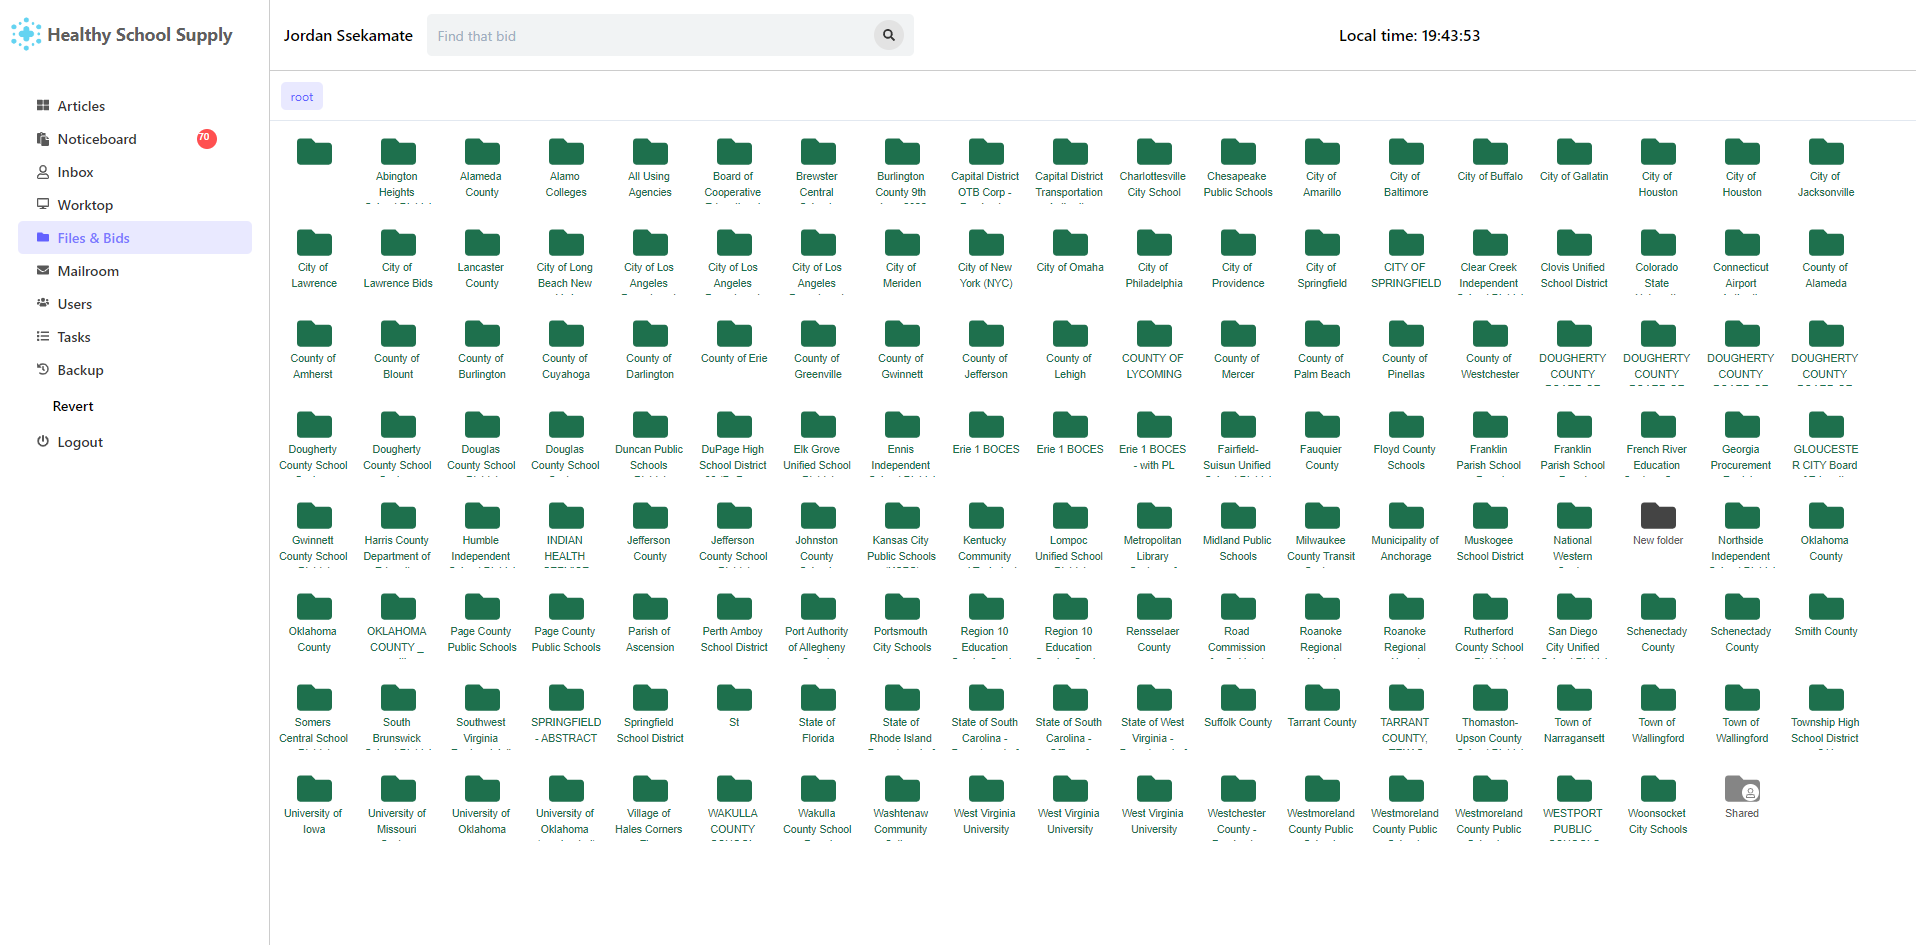 Healthy School Supply
Jordan Ssekamate
Find that bid
Local time: 19:43:53
Articles
Noticeboard
70
Inbox
Worktop
Files & Bids
Mailroom
Users
Tasks
Backup
Revert
Logout
root
Abington
Heights
Alameda
County
Alamo
Colleges
All Using
Agencies
Board of
Cooperative
Brewster
Central
Burlington
County 9th
Capital District
OTB Corp -
Capital District
Transportation
Charlottesville
City School
Chesapeake
Public Schools
City of
Amarillo
City of
Baltimore
City of Buffalo
City of Gallatin
City of
Houston
City of
Houston
City of
Jacksonville
City of
Lawrence
City of
Lawrence Bids
Lancaster
County
City of Long
Beach New
City of Los
Angeles
City of Los
Angeles
City of Los
Angeles
City of
Meriden
City of New
York (NYC)
City of Omaha
City of
Philadelphia
City of
Providence
City of
Springfield
CITY OF
SPRINGFIELD
Clear Creek
Independent
Clovis Unified
School District
Colorado
State
Connecticut
Airport
County of
Alameda
County of
Amherst
County of
Blount
County of
Burlington
County of
Cuyahoga
County of
Darlington
County of Erie
County of
Greenville
County of
Gwinnett
County of
Jefferson
County of
Lehigh
COUNTY OF
LYCOMING
County of
Mercer
County of
Palm Beach
County of
Pinellas
County of
Westchester
DOUGHERTY
COUNTY
DOUGHERTY
COUNTY
DOUGHERTY
COUNTY
DOUGHERTY
COUNTY
Dougherty
County School
Dougherty
County School
Douglas
County School
Douglas
County School
Duncan Public
Schools
DuPage High
School District
Elk Grove
Unified School
Ennis
Independent
Erie 1 BOCES
Erie 1 BOCES
Erie 1 BOCES
- with PL
Fairfield-
Suisun Unified
Fauquier
County
Floyd County
Schools
Franklin
Parish School
Franklin
Parish School
French River
Education
Georgia
Procurement
GLOUCESTE
R CITY Board
Gwinnett
County School
Harris County
Department of
Humble
Independent
INDIAN
HEALTH
Jefferson
County
Jefferson
County School
Johnston
County
Kansas City
Public Schools
Kentucky
Community
Lompoc
Unified School
Metropolitan
Library
Midland Public
Schools
Milwaukee
County Transit
Municipality of
Anchorage
Muskogee
School District
National
Western
New folder
Northside
Independent
Oklahoma
County
Oklahoma
County
OKLAHOMA
COUNTY _
Page County
Public Schools
Page County
Public Schools
Parish of
Ascension
Perth Amboy
School District
Port Authority
of Allegheny
Portsmouth
City Schools
Region 10
Education
Region 10
Education
Rensselaer
County
Road
Commission
Roanoke
Regional
Roanoke
Regional
Rutherford
County School
San Diego
City Unified
Schenectady
County
Schenectady
County
Smith County
Somers
Central School
South
Brunswick
Southwest
Virginia
SPRINGFIELD
- ABSTRACT
Springfield
School District
St
State of
Florida
State of
Rhode Island
State of South
Carolina -
State of South
Carolina -
State of West
Virginia -
Suffolk County
Tarrant County
TARRANT
COUNTY,
Thomaston-
Upson County
Town of
Narragansett
Town of
Wallingford
Town of
Wallingford
Township High
School District
University of
Iowa
University of
Missouri
University of
Oklahoma
University of
Oklahoma
Village of
Hales Corners
WAKULLA
COUNTY
Wakulla
County School
Washtenaw
Community
West Virginia
University
West Virginia
University
West Virginia
University
Westchester
County -
Westmoreland
County Public
Westmoreland
County Public
Westmoreland
County Public
WESTPORT
PUBLIC
Woonsocket
City Schools
Shared